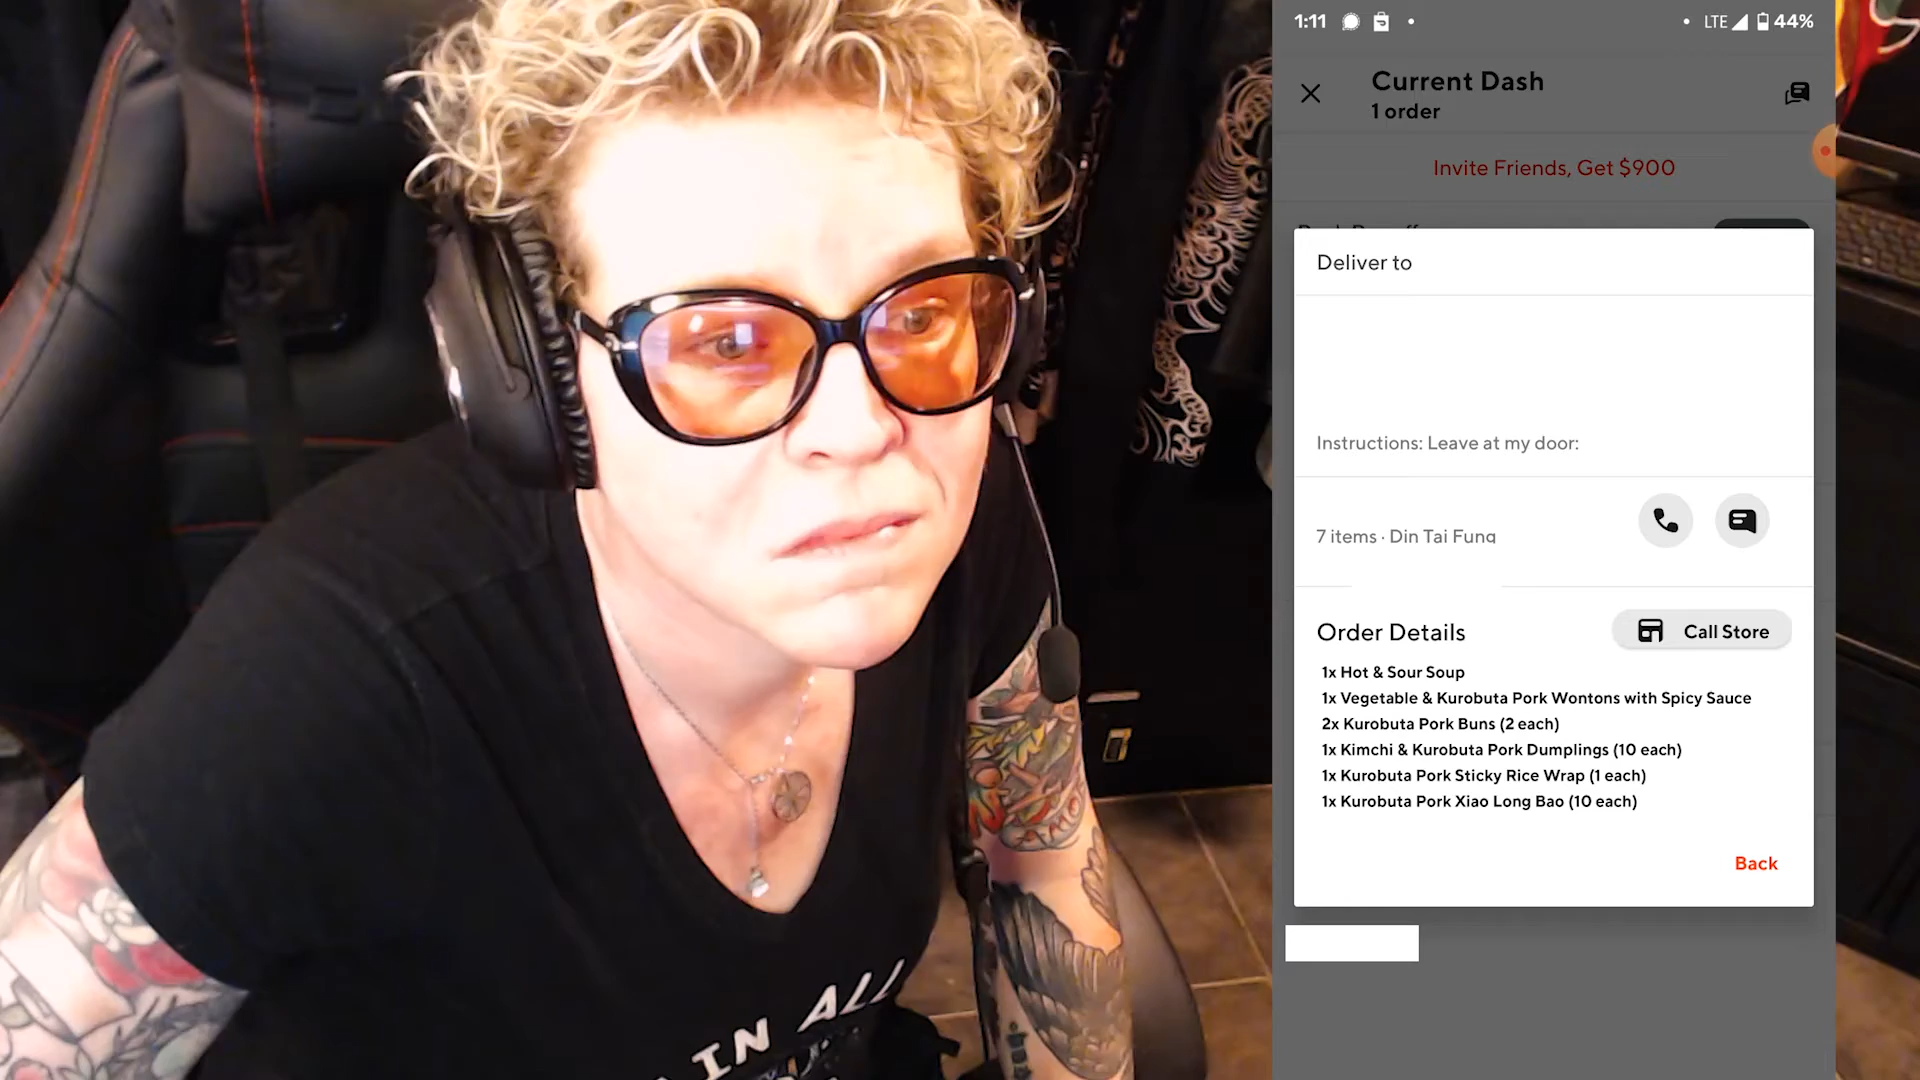 1:11
LTE 44%
Current Dash
1 order
Invite Friends, Get $900
Deliver to
Instructions: Leave at my door:
7 items · Din Tai Fung
Order Details
Call Store
1x Hot & Sour Soup
1x Vegetable & Kurobuta Pork Wontons with Spicy Sauce
2x Kurobuta Pork Buns (2 each)
1x Kimchi & Kurobuta Pork Dumplings (10 each)
1x Kurobuta Pork Sticky Rice Wrap (1 each)
1x Kurobuta Pork Xiao Long Bao (10 each)
Back
IN ALL